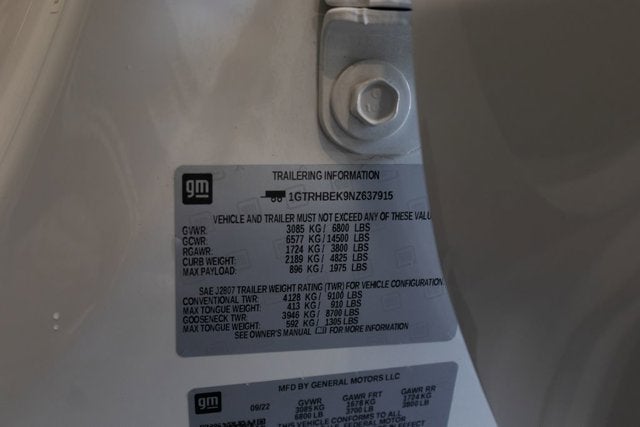 gm
TRAILERING INFORMATION
1GTRHBEK9NZ637915
VEHICLE AND TRAILER MUST NOT EXCEED ANY OF THESE VALU
GVWR: 3085 KG / 6800 LBS
GCWR: 6577 KG / 14500 LBS
RGAWR: 1724 KG / 3800 LBS
CURB WEIGHT: 2189 KG / 4825 LBS
MAX PAYLOAD: 896 KG / 1975 LBS
SAE J2807 TRAILER WEIGHT RATING (TWR) FOR VEHICLE CONFIGURATION:
CONVENTIONAL TWR: 4128 KG / 9100 LBS
MAX TONGUE WEIGHT: 413 KG / 910 LBS
GOOSENECK TWR: 3946 KG / 8700 LBS
MAX TONGUE WEIGHT: 592 KG / 1305 LBS
SEE OWNER'S MANUAL FOR MORE INFORMATION
gm
MFD BY GENERAL MOTORS LLC
09/22 GVWR GAWR FRT GAWR RR
3085 KG 1678 KG 1724 KG
6800 LB 3700 LB 3800 LB
THIS VEHICLE CONFORMS TO ALL